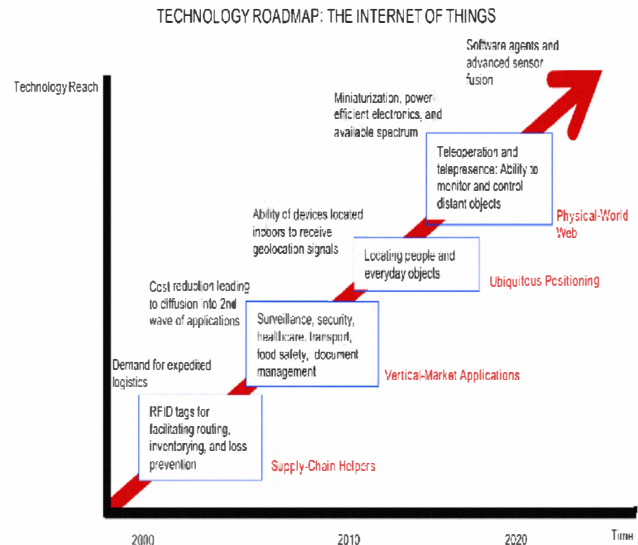 TECHNOLOGY ROADMAP: THE INTERNET OF THINGS
Software agents and
advanced sensor
fusion
Technology Reach
Miniaturization, power-
efficient electronics, and
available spectrum
Teleoperation and
telepresence: Ability to
monitor and control
distant objects
Physical-World
Web
Ability of devices located
indoors to receive
geolocation signals
Locating people and
everyday objects
Ubiquitous Positioning
Cost reduction leading
to diffusion into 2nd
wave of applications
Surveillance, security,
healthcare, transport,
food safety, document
management
Vertical-Market Applications
Demand for expedited
logistics
RFID tags for
facilitating routing,
inventorying, and loss
prevention
Supply-Chain Helpers
2000
2010
2020
Time